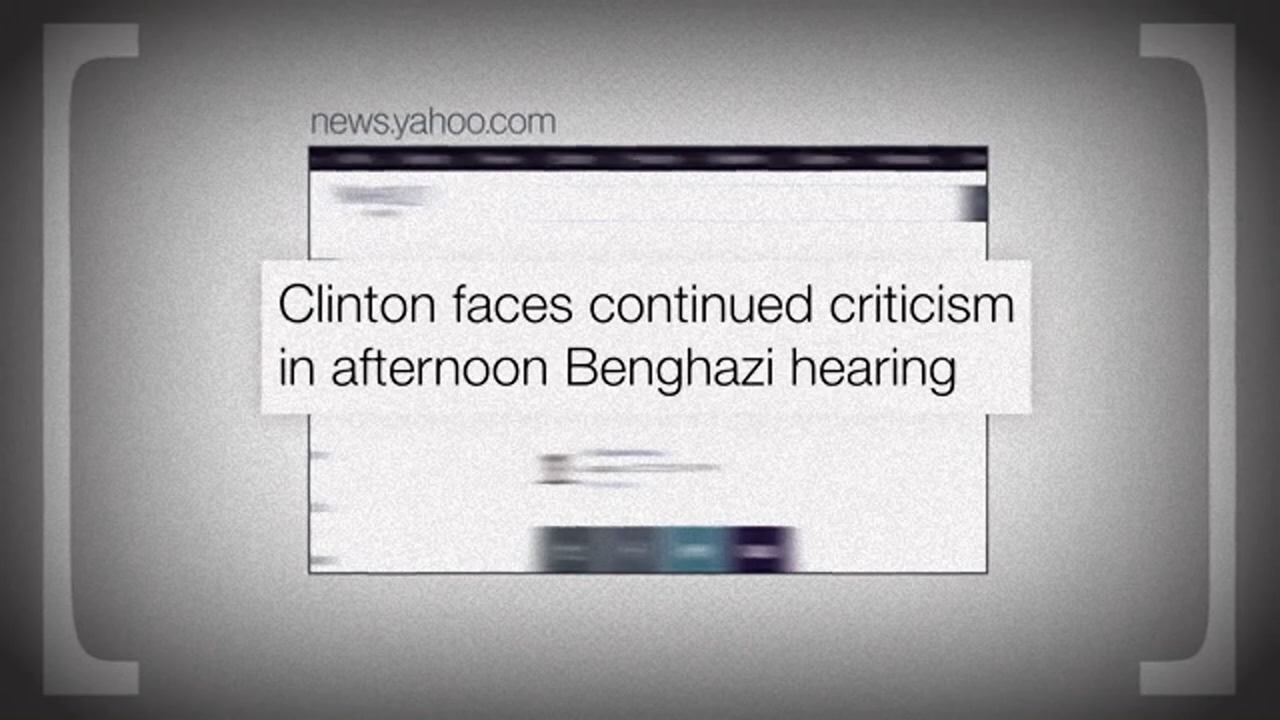 news.yahoo.com
Clinton faces continued criticism
in afternoon Benghazi hearing